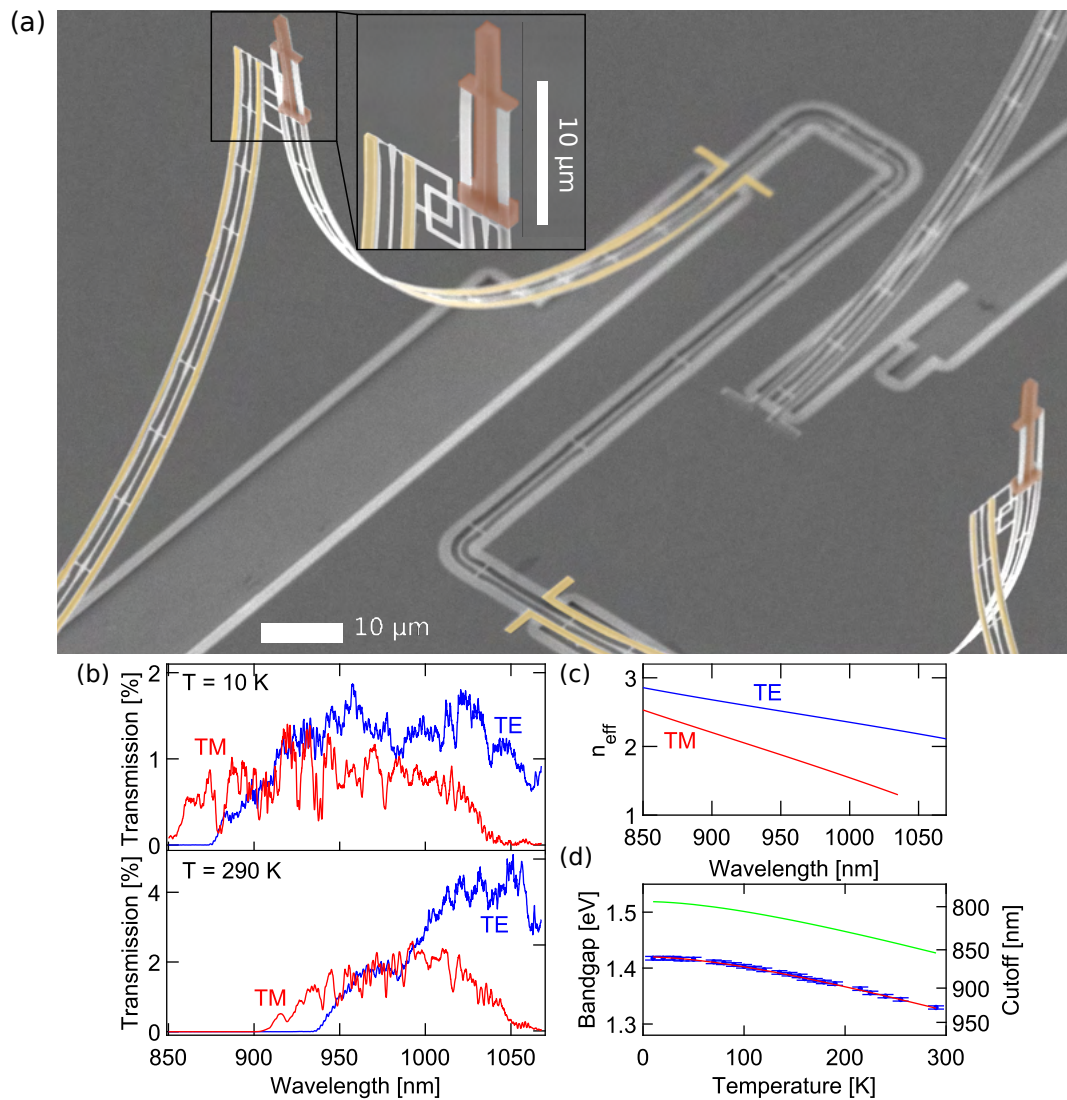 (a)
10 µm
10 µm
(b)
T = 10 K
TM
TE
Transmission [%]
2
1
0
T = 290 K
TM
TE
Transmission [%]
4
2
0
850 900 950 1000 1050
Wavelength [nm]
(c)
TE
TM
n_eff
3
2
1
850 900 950 1000 1050
Wavelength [nm]
(d)
Bandgap [eV]
1.5
1.4
1.3
800
850
900
950
Cutoff [nm]
0 100 200 300
Temperature [K]